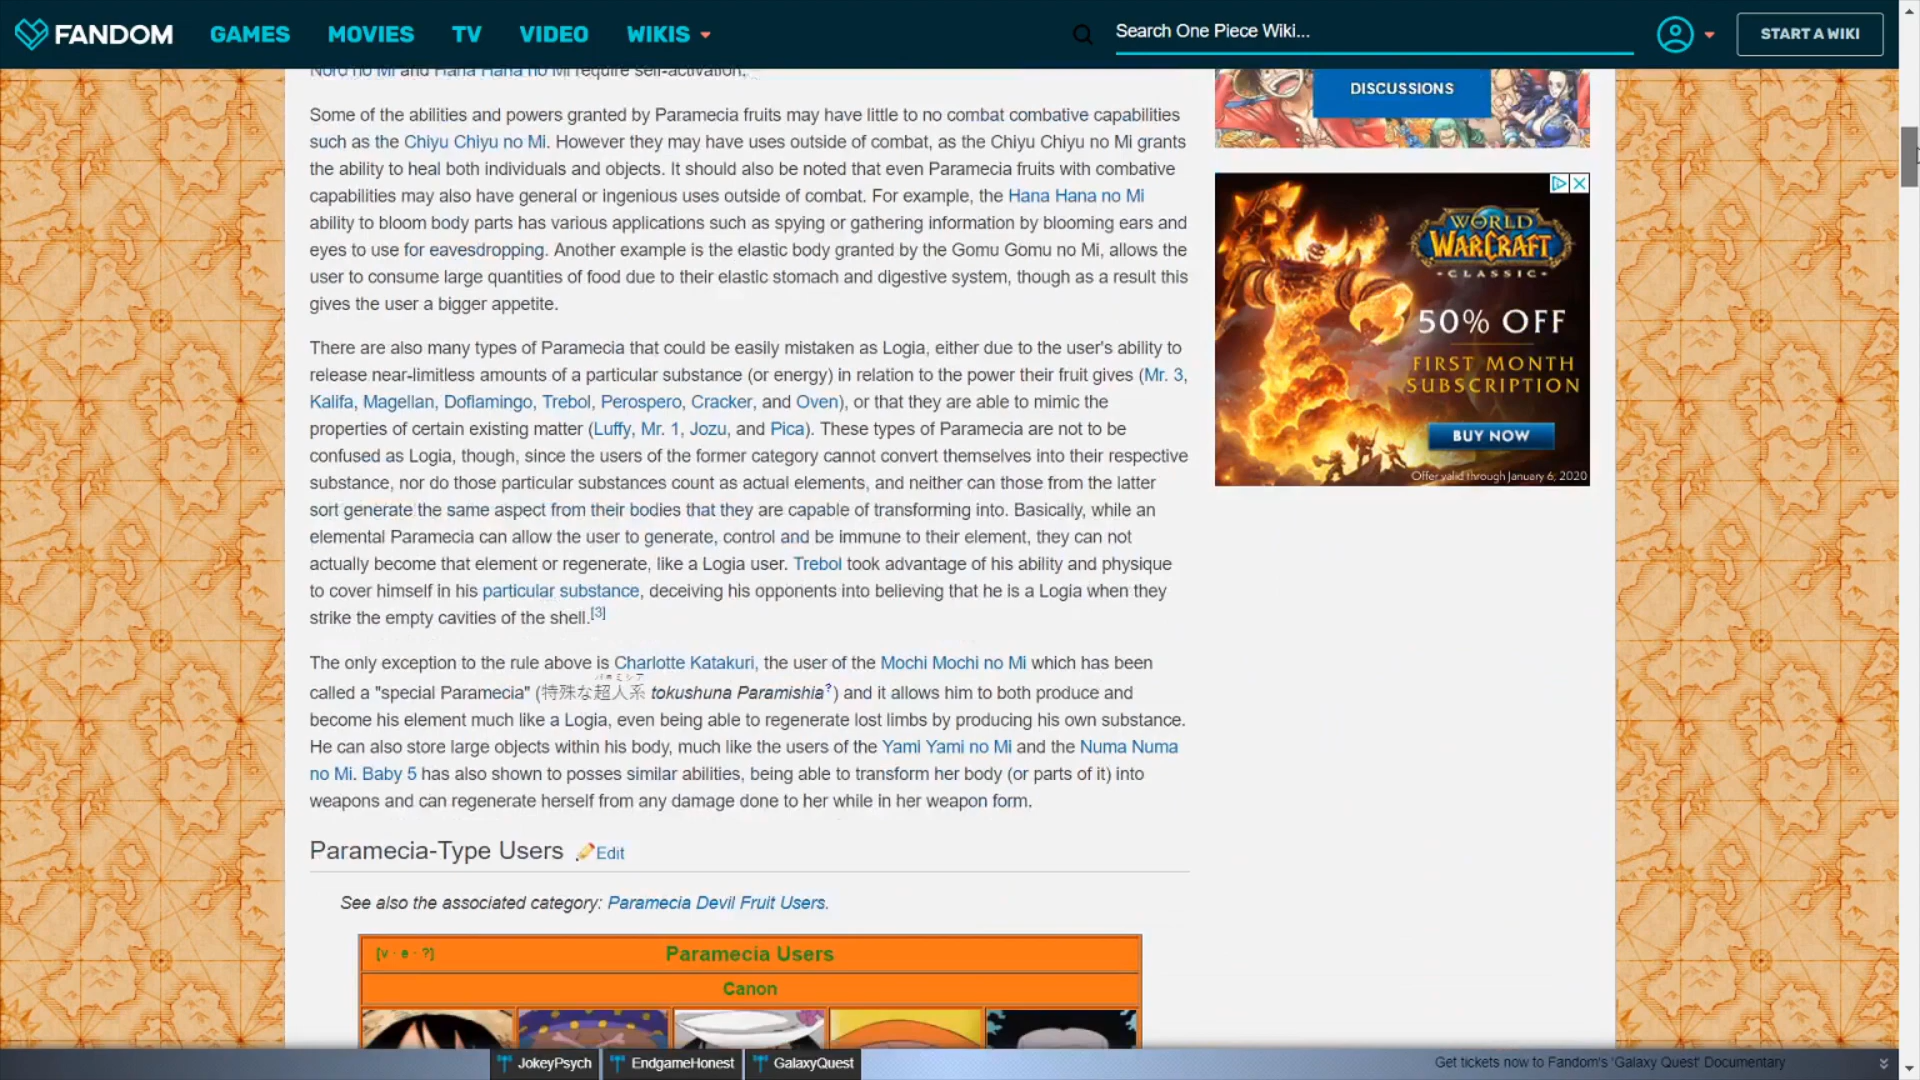 FANDOM GAMES MOVIES TV VIDEO WIKIS Search One Piece Wiki... START A WIKI
Noro no Mi and Hana Hana no Mi require self-activation.
Some of the abilities and powers granted by Paramecia fruits may have little to no combat combative capabilities
such as the Chiyu Chiyu no Mi. However they may have uses outside of combat, as the Chiyu Chiyu no Mi grants
the ability to heal both individuals and objects. It should also be noted that even Paramecia fruits with combative
capabilities may also have general or ingenious uses outside of combat. For example, the Hana Hana no Mi
ability to bloom body parts has various applications such as spying or gathering information by blooming ears and
eyes to use for eavesdropping. Another example is the elastic body granted by the Gomu Gomu no Mi, allows the
user to consume large quantities of food due to their elastic stomach and digestive system, though as a result this
gives the user a bigger appetite.
There are also many types of Paramecia that could be easily mistaken as Logia, either due to the user's ability to
release near-limitless amounts of a particular substance (or energy) in relation to the power their fruit gives (Mr. 3,
Kalifa, Magellan, Doflamingo, Trebol, Perospero, Cracker, and Oven), or that they are able to mimic the
properties of certain existing matter (Luffy, Mr. 1, Jozu, and Pica). These types of Paramecia are not to be
confused as Logia, though, since the users of the former category cannot convert themselves into their respective
substance, nor do those particular substances count as actual elements, and neither can those from the latter
sort generate the same aspect from their bodies that they are capable of transforming into. Basically, while an
elemental Paramecia can allow the user to generate, control and be immune to their element, they can not
actually become that element or regenerate, like a Logia user. Trebol took advantage of his ability and physique
to cover himself in his particular substance, deceiving his opponents into believing that he is a Logia when they
strike the empty cavities of the shell.[3]
The only exception to the rule above is Charlotte Katakuri, the user of the Mochi Mochi no Mi which has been
パラミシア
called a "special Paramecia" (特殊な超人系 tokushuna Paramishia?) and it allows him to both produce and
become his element much like a Logia, even being able to regenerate lost limbs by producing his own substance.
He can also store large objects within his body, much like the users of the Yami Yami no Mi and the Numa Numa
no Mi. Baby 5 has also shown to posses similar abilities, being able to transform her body (or parts of it) into
weapons and can regenerate herself from any damage done to her while in her weapon form.
Paramecia-Type Users Edit
See also the associated category: Paramecia Devil Fruit Users.
[v · e · ?] Paramecia Users
Canon
DISCUSSIONS
WORLD
WARCRAFT
CLASSIC
50% OFF
FIRST MONTH
SUBSCRIPTION
BUY NOW
Offer valid through January 6, 2020
JokeyPsych EndgameHonest GalaxyQuest Get tickets now to Fandom's 'Galaxy Quest' Documentary